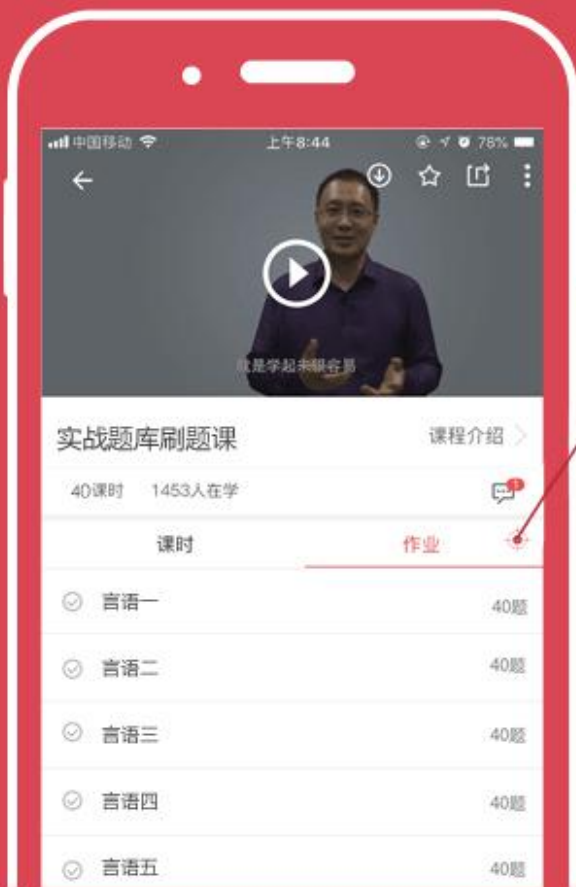 中国移动 上午8:44 78%
就是学起来很容易
实战题库刷题课 课程介绍
40课时 1453人在学 1
课时 作业
言语一 40题
言语二 40题
言语三 40题
言语四 40题
言语五 40题